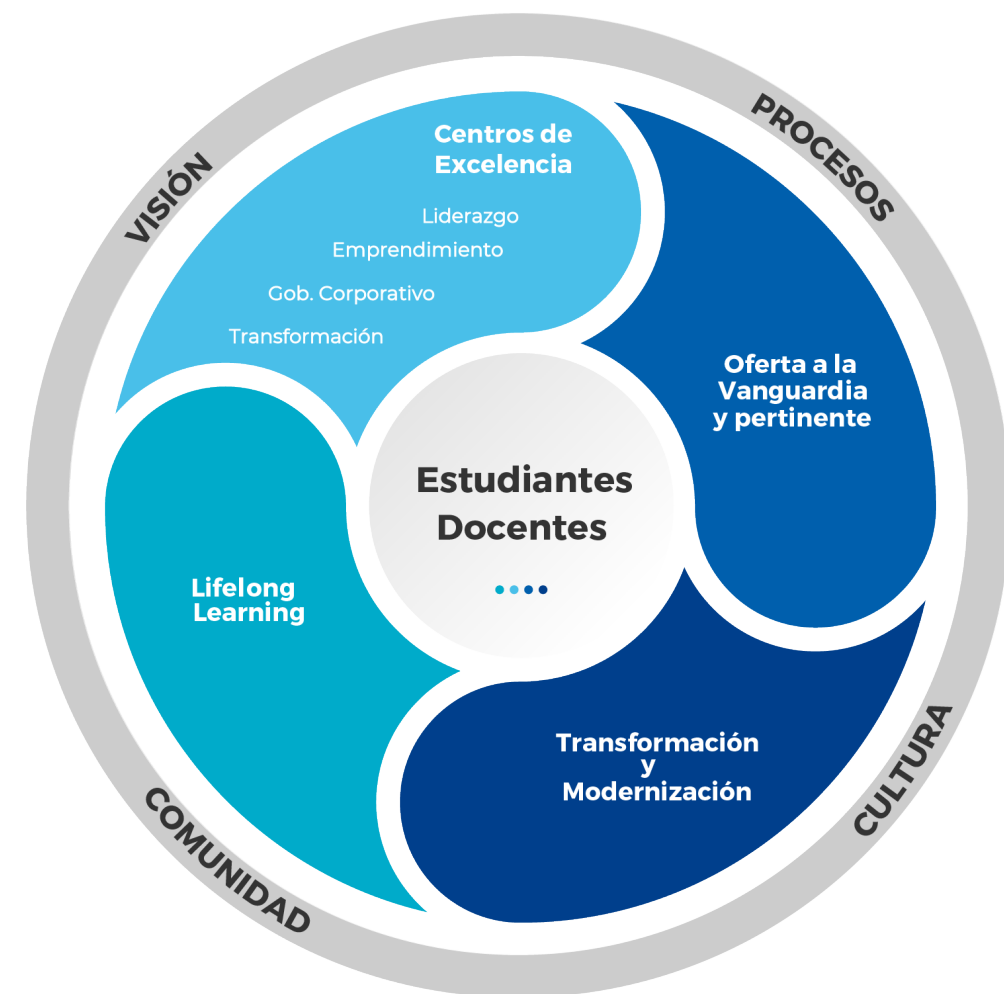 VISIÓN
PROCESOS
Centros de
Excelencia
Liderazgo
Emprendimiento
Gob. Corporativo
Transformación
Oferta a la
Vanguardia
y pertinente
Estudiantes
Docentes
Lifelong
Learning
Transformación
y
Modernización
COMUNIDAD
CULTURA